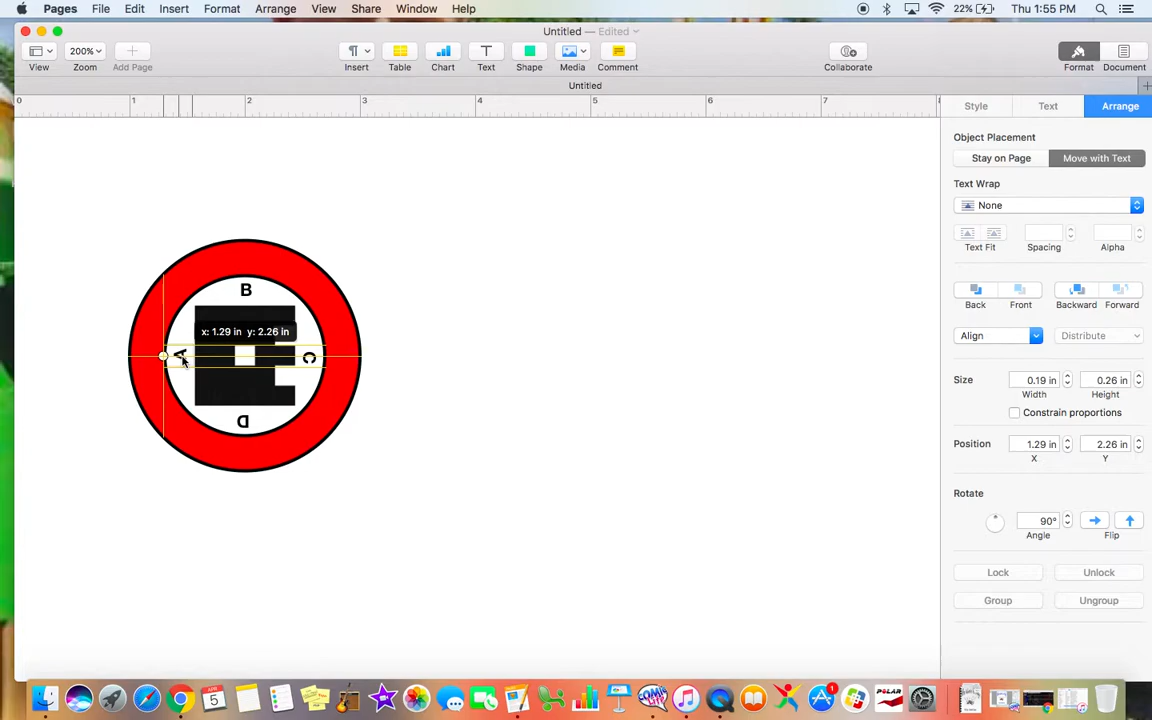 Pages File Edit Insert Format Arrange View Share Window Help
22% Thu 1:55 PM
Untitled — Edited
200%
View Zoom Add Page Insert Table Chart Text Shape Media Comment Collaborate Format Document
Untitled
0 1 2 3 4 5 6 7
Style Text Arrange
Object Placement
Stay on Page Move with Text
Text Wrap
None
Text Fit Spacing Alpha
Back Front Backward Forward
Align Distribute
Size 0.19 in 0.26 in
Width Height
Constrain proportions
Position 1.29 in 2.26 in
X Y
Rotate
90°
Angle Flip
Lock Unlock
Group Ungroup
B
x: 1.29 in y: 2.26 in
A C
D
APR
5
1
POLAR